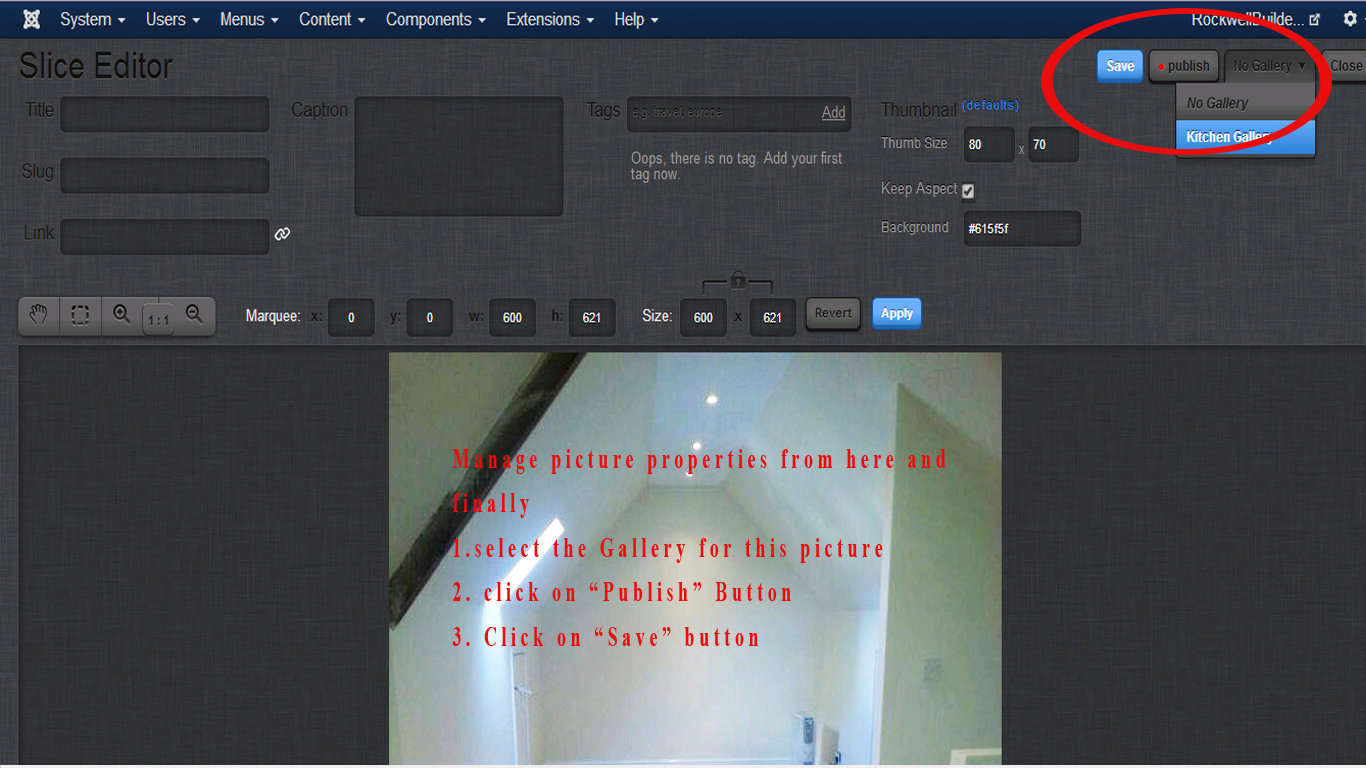 System Users Menus Content Components Extensions Help RockwellBuilde...
Slice Editor
Save publish No Gallery Close
No Gallery
Kitchen Gallery
Title
Caption
Tags e.g. travel, europe Add
Oops, there is no tag. Add your first
tag now.
Thumbnail (defaults)
Thumb Size 80 x 70
Keep Aspect
Background #615f5f
Slug
Link
1:1
Marquee: x: 0 y: 0 w: 600 h: 621 Size: 600 x 621 Revert Apply
Manage picture properties from here and
finally
1.select the Gallery for this picture
2. click on “Publish” Button
3. Click on “Save” button